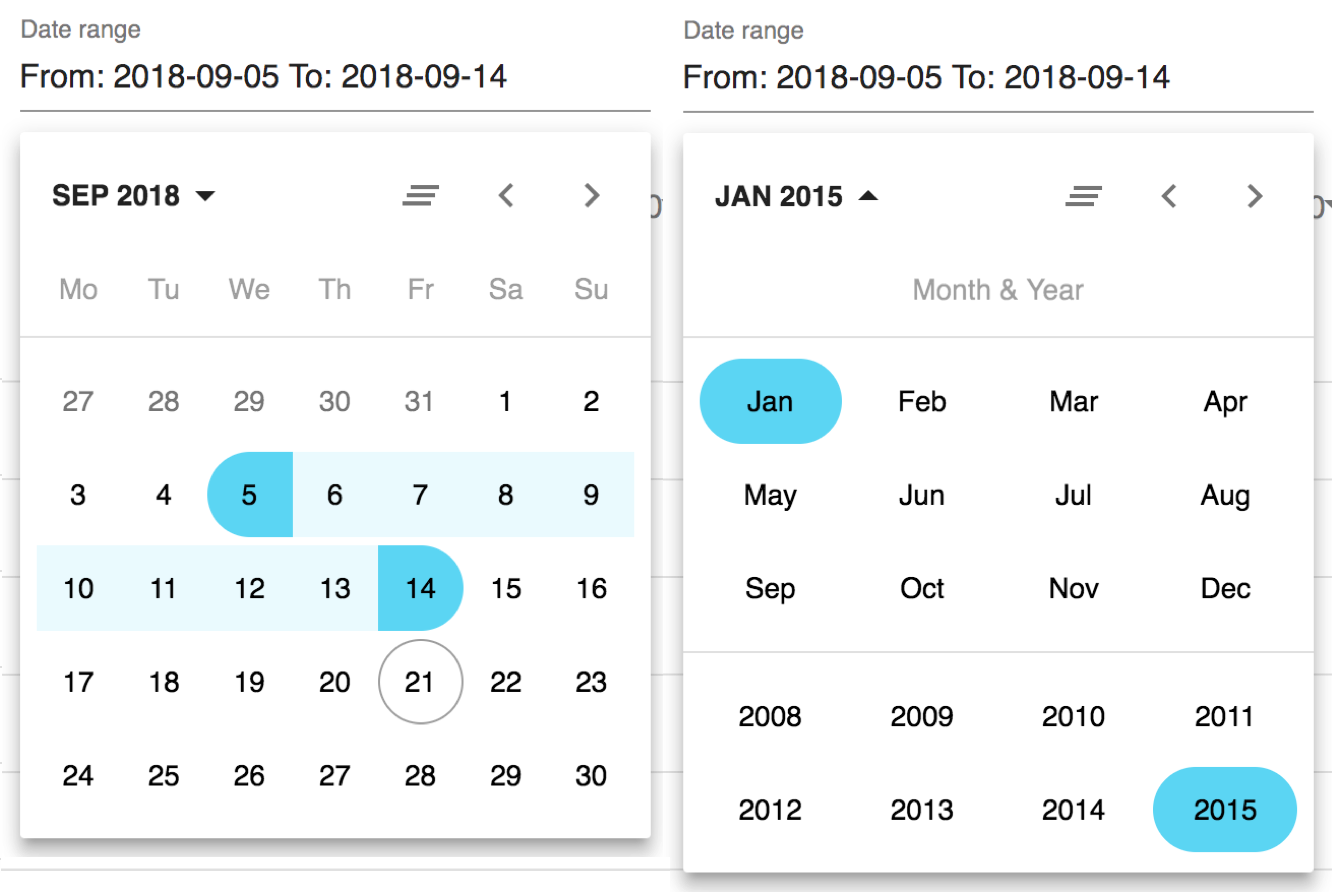 Date range
From: 2018-09-05 To: 2018-09-14
SEP 2018
Mo Tu We Th Fr Sa Su
27 28 29 30 31 1 2
3 4 5 6 7 8 9
10 11 12 13 14 15 16
17 18 19 20 21 22 23
24 25 26 27 28 29 30
Date range
From: 2018-09-05 To: 2018-09-14
JAN 2015
Month & Year
Jan Feb Mar Apr
May Jun Jul Aug
Sep Oct Nov Dec
2008 2009 2010 2011
2012 2013 2014 2015